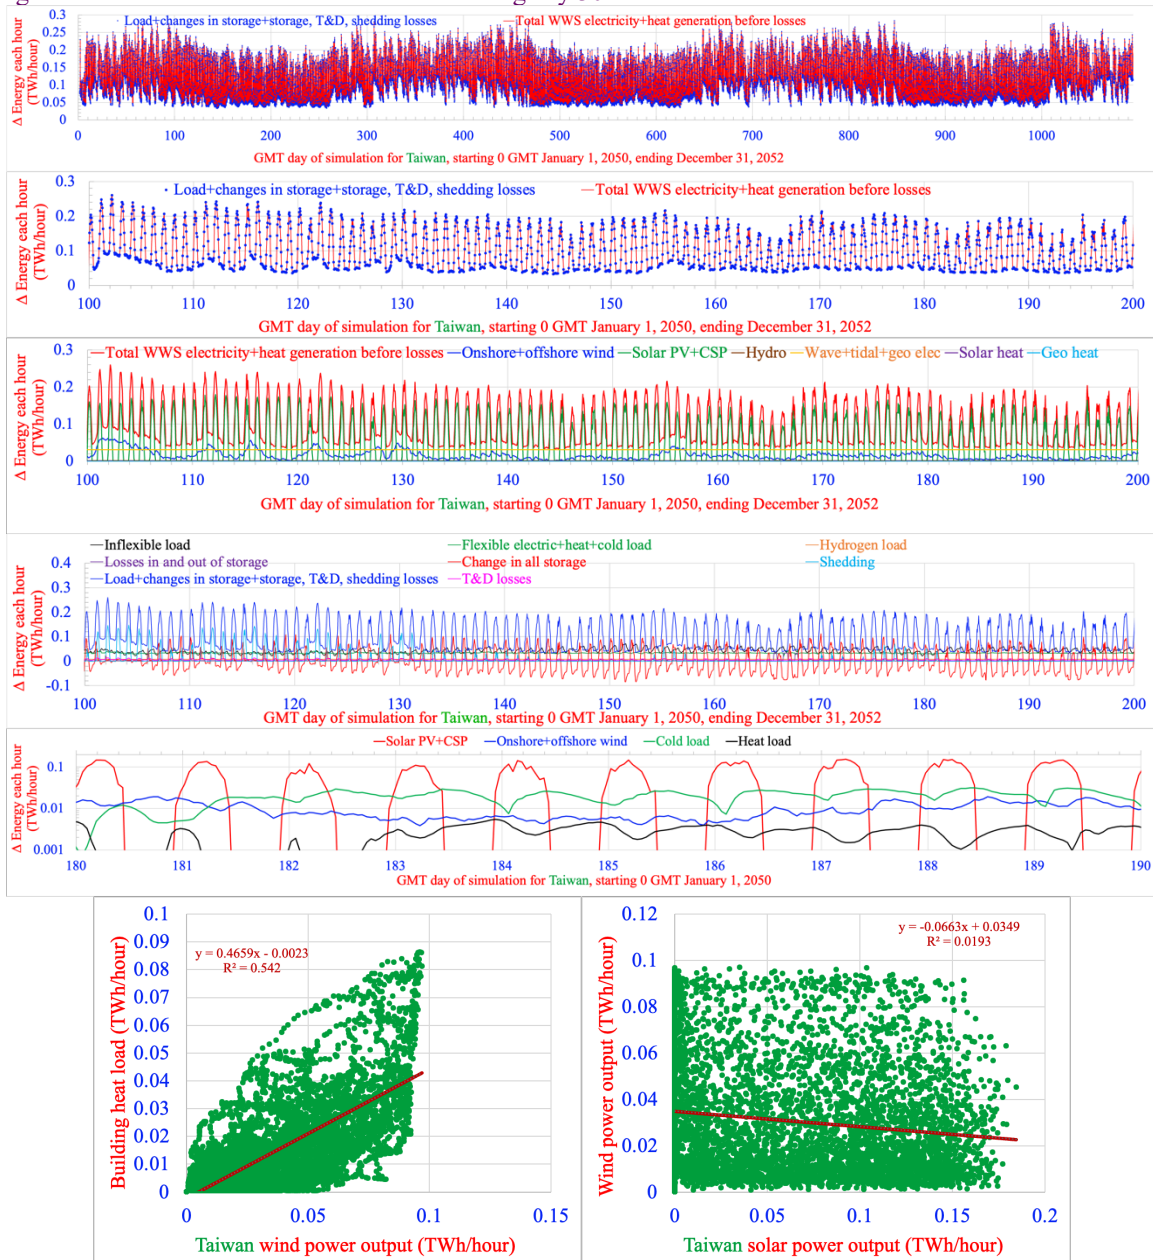 Load+changes in storage+storage, T&D, shedding losses
Total WWS electricity+heat generation before losses
Δ Energy each hour
(TWh/hour)
0.3
0.25
0.2
0.15
0.1
0.05
0
0 100 200 300 400 500 600 700 800 900 1000
GMT day of simulation for Taiwan, starting 0 GMT January 1, 2050, ending December 31, 2052
Load+changes in storage+storage, T&D, shedding losses
Total WWS electricity+heat generation before losses
Δ Energy each hour
(TWh/hour)
0.3
0.2
0.1
0
100 110 120 130 140 150 160 170 180 190 200
GMT day of simulation for Taiwan, starting 0 GMT January 1, 2050, ending December 31, 2052
Total WWS electricity+heat generation before losses Onshore+offshore wind Solar PV+CSP Hydro Wave+tidal+geo elec Solar heat Geo heat
Δ Energy each hour
(TWh/hour)
0.3
0.2
0.1
0
100 110 120 130 140 150 160 170 180 190 200
GMT day of simulation for Taiwan, starting 0 GMT January 1, 2050, ending December 31, 2052
Inflexible load Flexible electric+heat+cold load Hydrogen load
Losses in and out of storage Change in all storage Shedding
Load+changes in storage+storage, T&D, shedding losses T&D losses
Δ Energy each hour
(TWh/hour)
0.4
0.3
0.2
0.1
0
-0.1
100 110 120 130 140 150 160 170 180 190 200
GMT day of simulation for Taiwan, starting 0 GMT January 1, 2050, ending December 31, 2052
Solar PV+CSP Onshore+offshore wind Cold load Heat load
Δ Energy each hour
(TWh/hour)
0.1
0.01
0.001
180 181 182 183 184 185 186 187 188 189 190
GMT day of simulation for Taiwan, starting 0 GMT January 1, 2050
Building heat load (TWh/hour)
0.1
0.09
0.08
0.07
0.06
0.05
0.04
0.03
0.02
0.01
0
y = 0.4659x - 0.0023
R² = 0.542
0 0.05 0.1 0.15
Taiwan wind power output (TWh/hour)
Wind power output (TWh/hour)
0.12
0.1
0.08
0.06
0.04
0.02
0
y = -0.0663x + 0.0349
R² = 0.0193
0 0.05 0.1 0.15 0.2
Taiwan solar power output (TWh/hour)